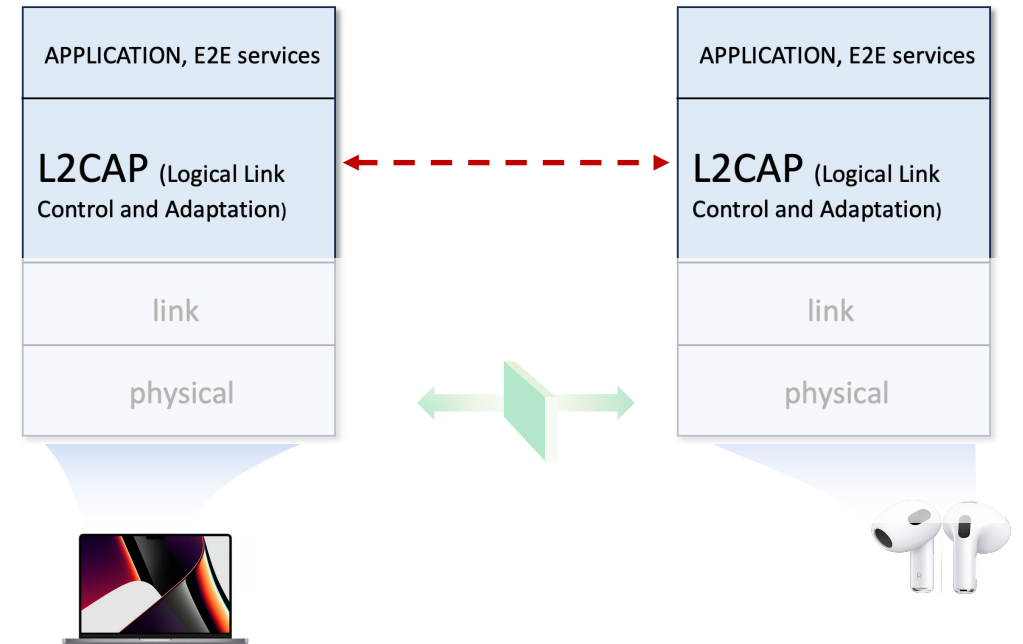 APPLICATION, E2E services
L2CAP (Logical Link
Control and Adaptation)
link
physical
APPLICATION, E2E services
L2CAP (Logical Link
Control and Adaptation)
link
physical
R